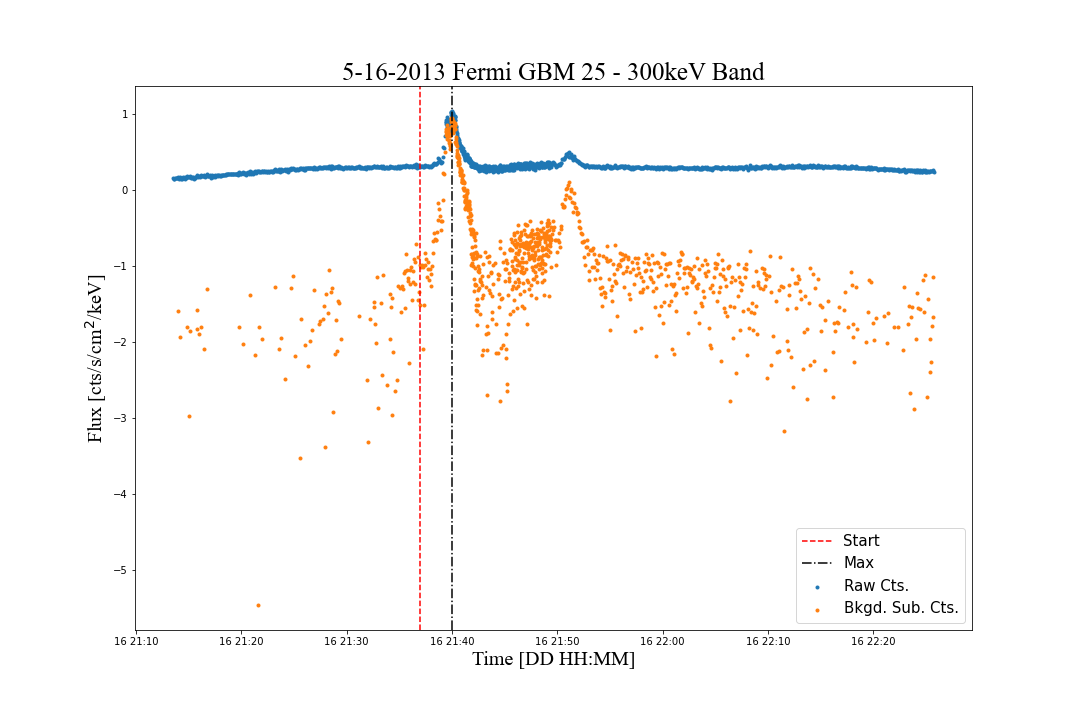 5-16-2013 Fermi GBM 25 - 300keV Band
Flux [cts/s/cm²/keV]
1
0
−1
−2
−3
−4
−5
Start
Max
Raw Cts.
Bkgd. Sub. Cts.
16 21:10 16 21:20 16 21:30 16 21:40 16 21:50 16 22:00 16 22:10 16 22:20
Time [DD HH:MM]